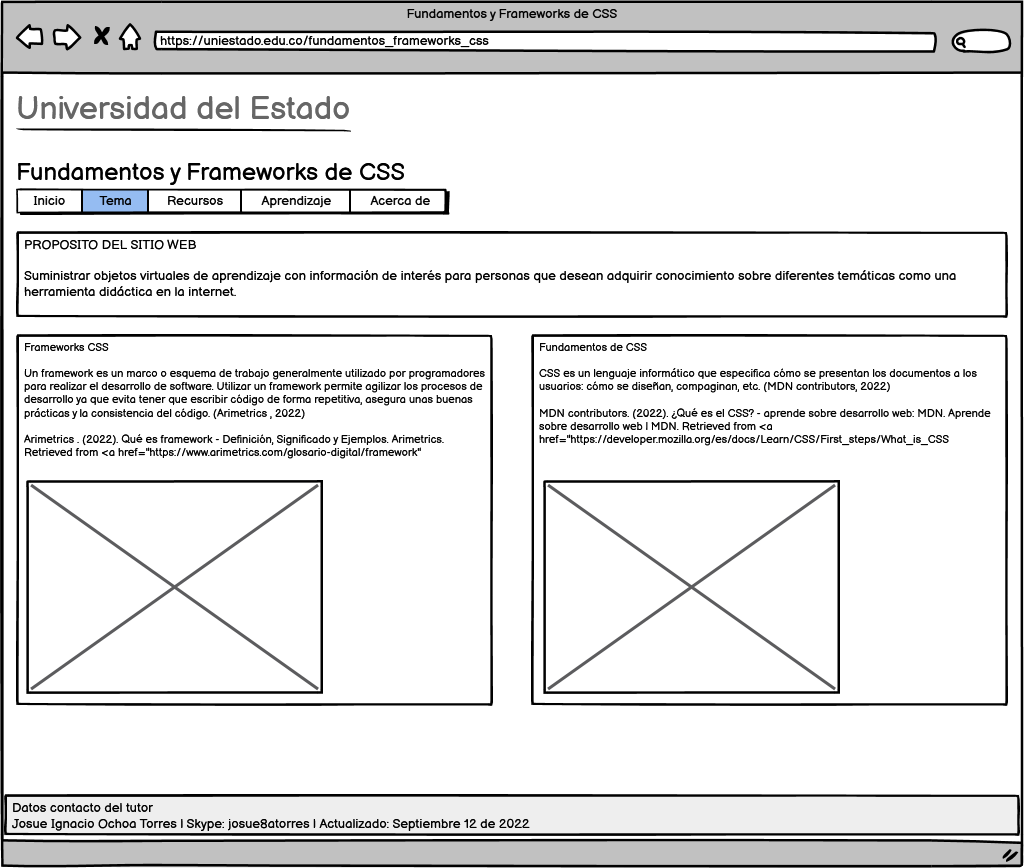 Fundamentos y Frameworks de CSS
https://uniestado.edu.co/fundamentos_frameworks_css
Universidad del Estado
Fundamentos y Frameworks de CSS
Inicio Tema Recursos Aprendizaje Acerca de
PROPOSITO DEL SITIO WEB
Suministrar objetos virtuales de aprendizaje con información de interés para personas que desean adquirir conocimiento sobre diferentes temáticas como una
herramienta didáctica en la internet.
Frameworks CSS
Un framework es un marco o esquema de trabajo generalmente utilizado por programadores
para realizar el desarrollo de software. Utilizar un framework permite agilizar los procesos de
desarrollo ya que evita tener que escribir código de forma repetitiva, asegura unas buenas
prácticas y la consistencia del código. (Arimetrics , 2022)
Arimetrics . (2022). Qué es framework - Definición, Significado y Ejemplos. Arimetrics.
Retrieved from <a href="https://www.arimetrics.com/glosario-digital/framework"
Fundamentos de CSS
CSS es un lenguaje informático que especifica cómo se presentan los documentos a los
usuarios: cómo se diseñan, compaginan, etc. (MDN contributors, 2022)
MDN contributors. (2022). ¿Qué es el CSS? - aprende sobre desarrollo web: MDN. Aprende
sobre desarrollo web | MDN. Retrieved from <a
href="https://developer.mozilla.org/es/docs/Learn/CSS/First_steps/What_is_CSS
Datos contacto del tutor
Josue Ignacio Ochoa Torres | Skype: josue8atorres | Actualizado: Septiembre 12 de 2022